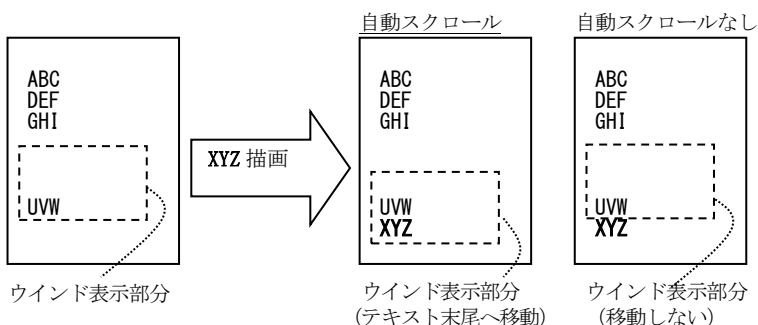 自動スクロール
自動スクロールなし
ABC
DEF
GHI
UVW
XYZ 描画
ABC
DEF
GHI
UVW
XYZ
ABC
DEF
GHI
UVW
XYZ
ウインド表示部分
ウインド表示部分
(テキスト末尾へ移動)
ウインド表示部分
(移動しない)